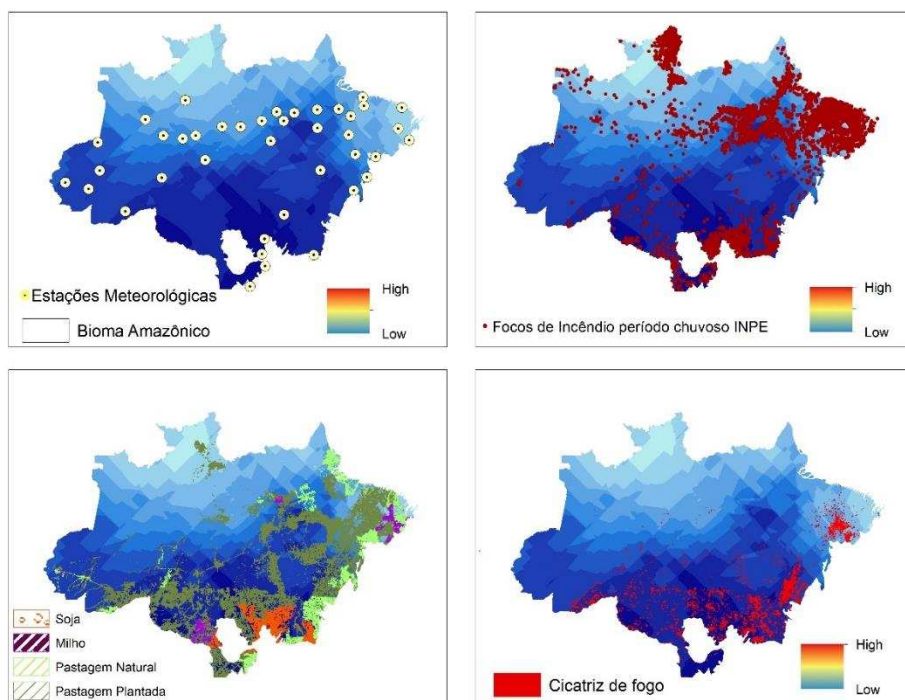 Estações Meteorológicas
Bioma Amazônico
High
Low
Focos de Incêndio período chuvoso INPE
High
Low
Soja
Milho
Pastagem Natural
Pastagem Plantada
Cicatriz de fogo
High
Low